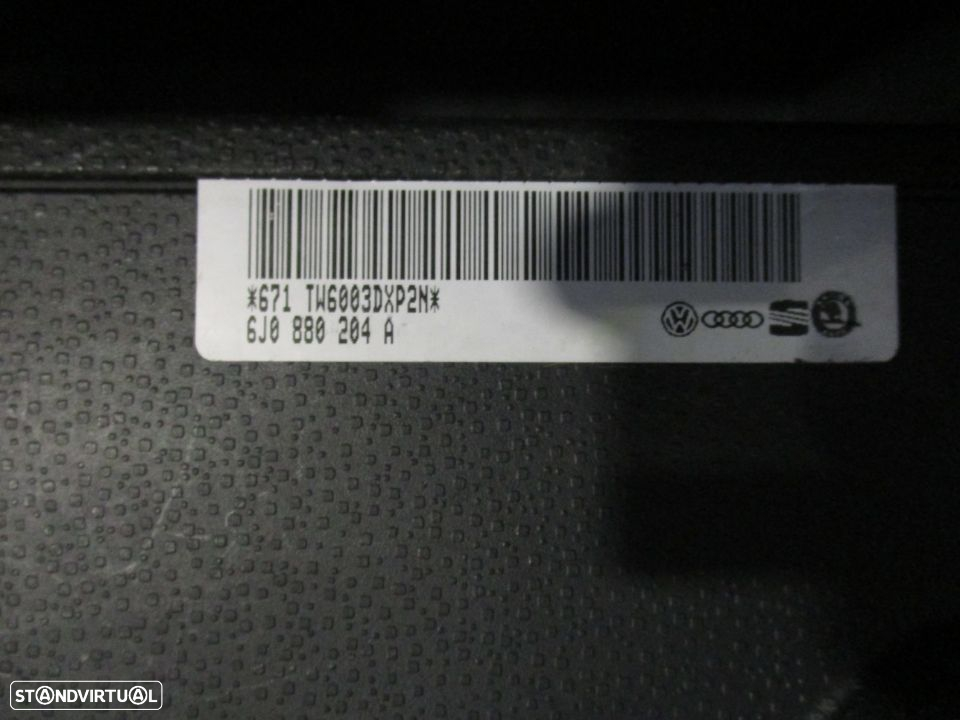 *671 TW6003DXP2N*
6J0 880 204 A
STANDVIRTUAL